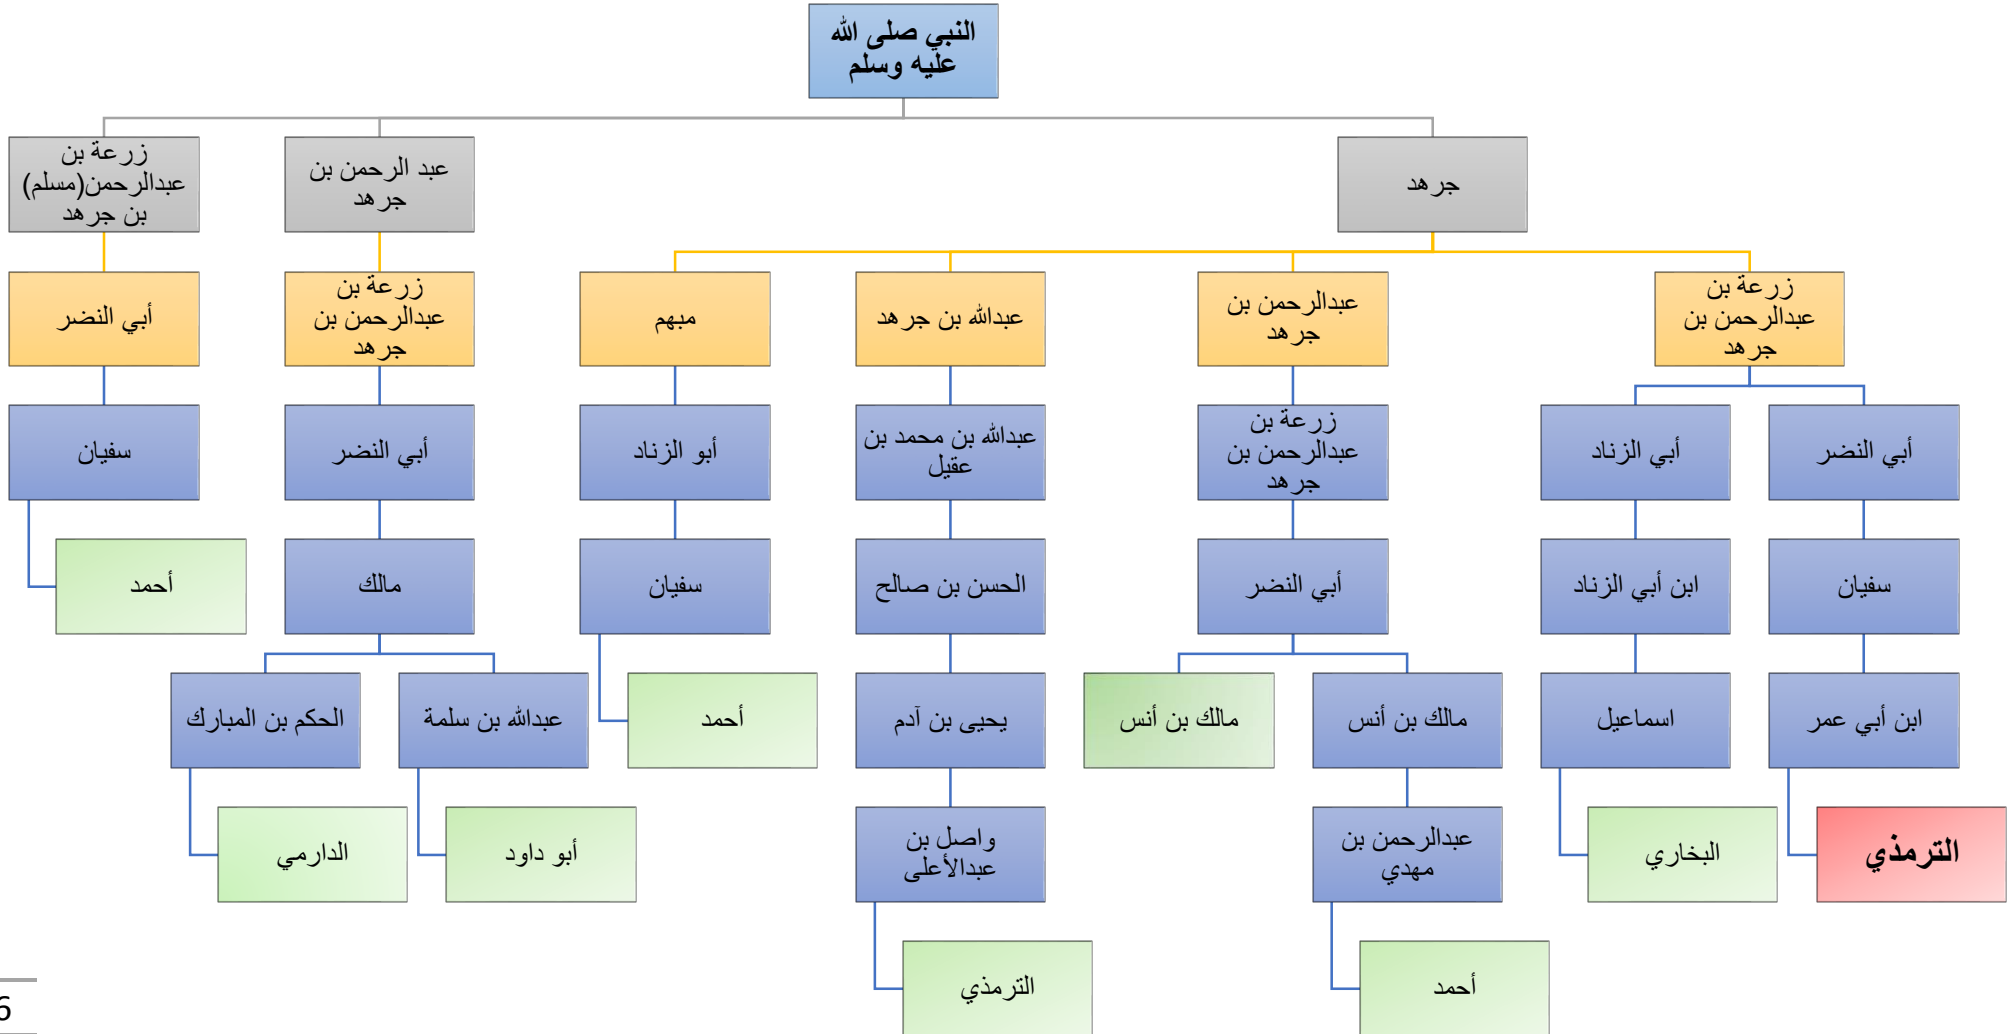 النبي صلى الله
عليه وسلم
جرهد
عبد الرحمن بن
جرهد
زرعة بن
عبدالرحمن(مسلم)
بن جرهد
زرعة بن
عبدالرحمن بن
جرهد
عبدالرحمن بن
جرهد
عبدالله بن جرهد
مبهم
زرعة بن
عبدالرحمن بن
جرهد
أبي النضر
أبي النضر
أبي الزناد
زرعة بن
عبدالرحمن بن
جرهد
عبدالله بن محمد بن
عقيل
أبو الزناد
أبي النضر
سفيان
سفيان
ابن أبي الزناد
أبي النضر
الحسن بن صالح
سفيان
مالك
أحمد
ابن أبي عمر
اسماعيل
مالك بن أنس
مالك بن أنس
يحيى بن آدم
أحمد
عبدالله بن سلمة
الحكم بن المبارك
الترمذي
البخاري
عبدالرحمن بن
مهدي
واصل بن
عبدالأعلى
أبو داود
الدارمي
أحمد
الترمذي
6